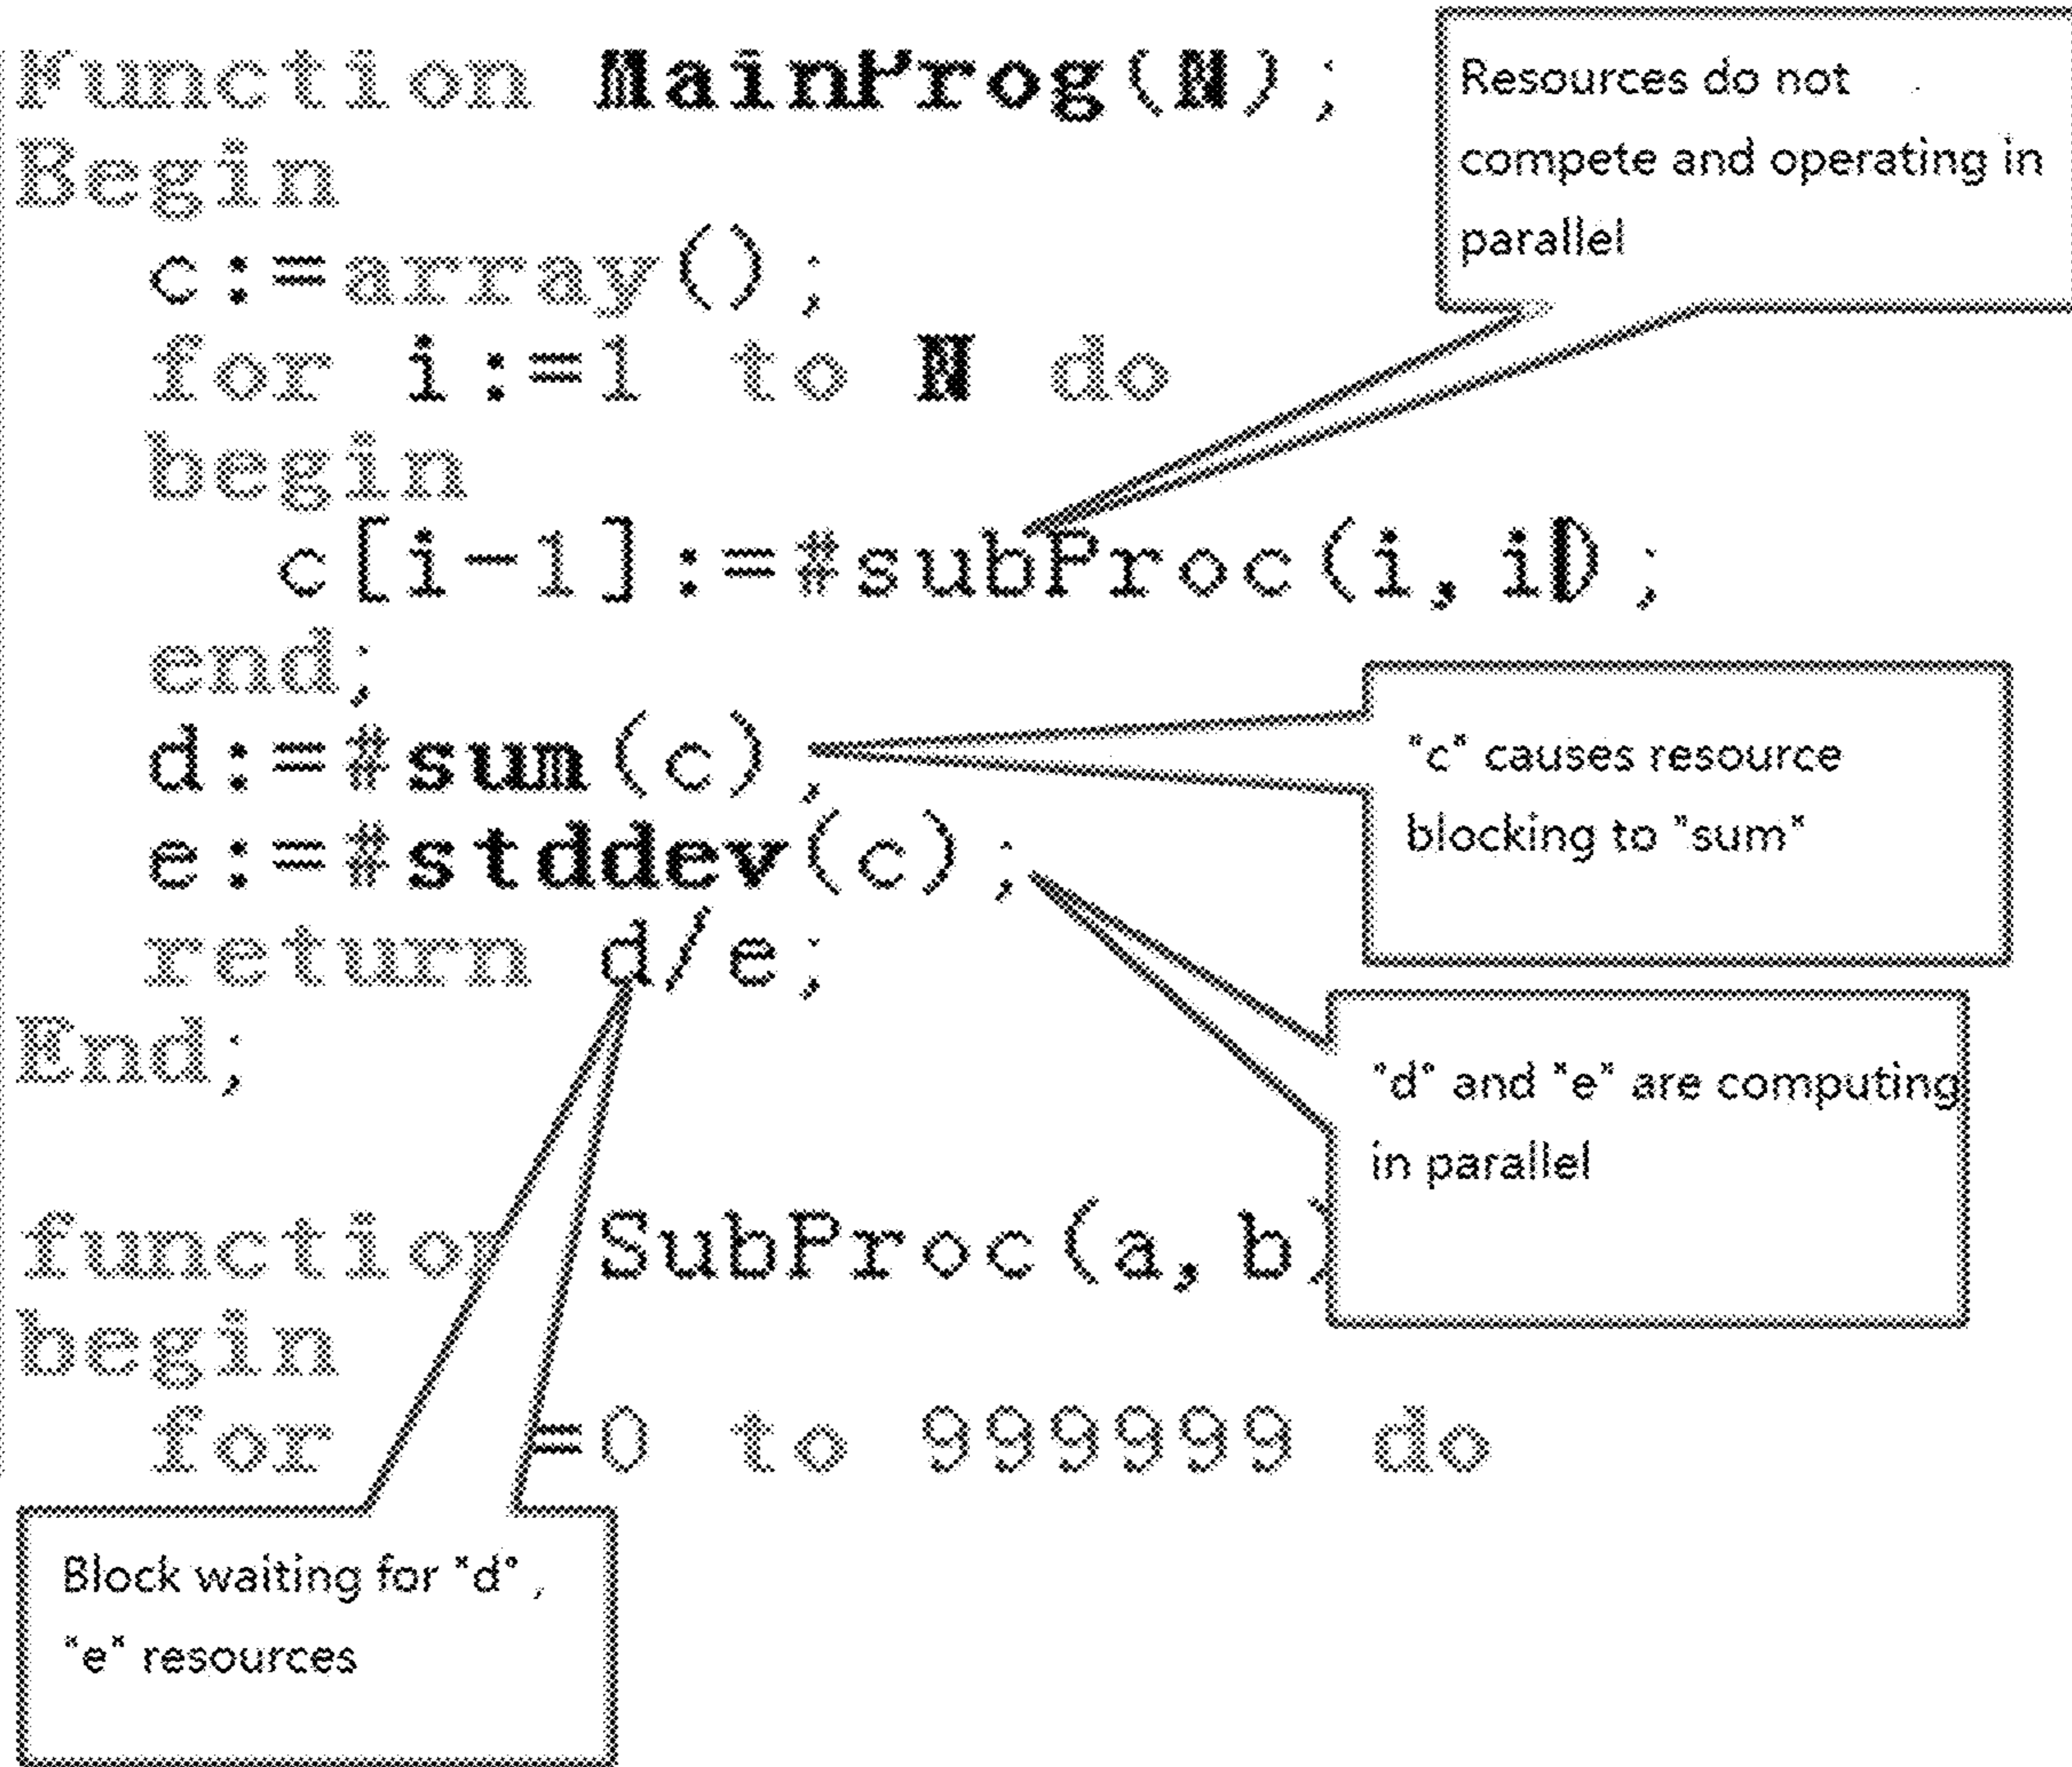 Function MainProg(N);
Begin
c:=array();
for i:=1 to N do
begin
c[i-1]:=#subProc(i,i);
end;
d:=#sum(c),
e:=#stddev(c);
return d/e;
End;
function SubProc(a,b)
begin
for =0 to 999999 do
Resources do not
compete and operating in
parallel
"c" causes resource
blocking to "sum"
"d" and "e" are computing
in parallel
Block waiting for "d",
"e" resources